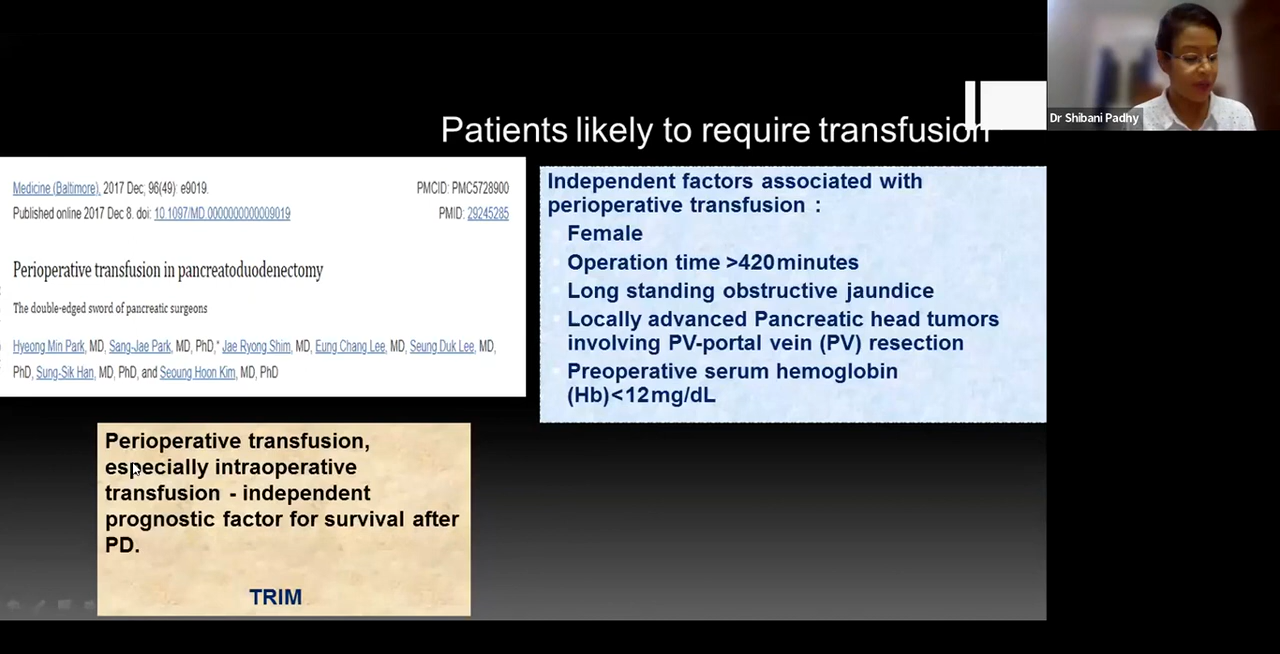 Dr Shibani Padhy
Patients likely to require transfusion
Medicine (Baltimore), 2017 Dec; 96(49): e9019.
PMCID: PMC5728900
Published online 2017 Dec 8. doi: 10.1097/MD.0000000000009019
PMID: 29245285
Perioperative transfusion in pancreatoduodenectomy
The double-edged sword of pancreatic surgeons
Hyeong Min Park, MD, Sang-Jae Park, MD, PhD,* Jae Ryong Shim, MD, Eung Chang Lee, MD, Seung Duk Lee, MD,
PhD, Sung-Sik Han, MD, PhD, and Seoung Hoon Kim, MD, PhD
Independent factors associated with
perioperative transfusion :
Female
Operation time >420minutes
Long standing obstructive jaundice
Locally advanced Pancreatic head tumors
involving PV-portal vein (PV) resection
Preoperative serum hemoglobin
(Hb)<12mg/dL
Perioperative transfusion,
especially intraoperative
transfusion - independent
prognostic factor for survival after
PD.
TRIM